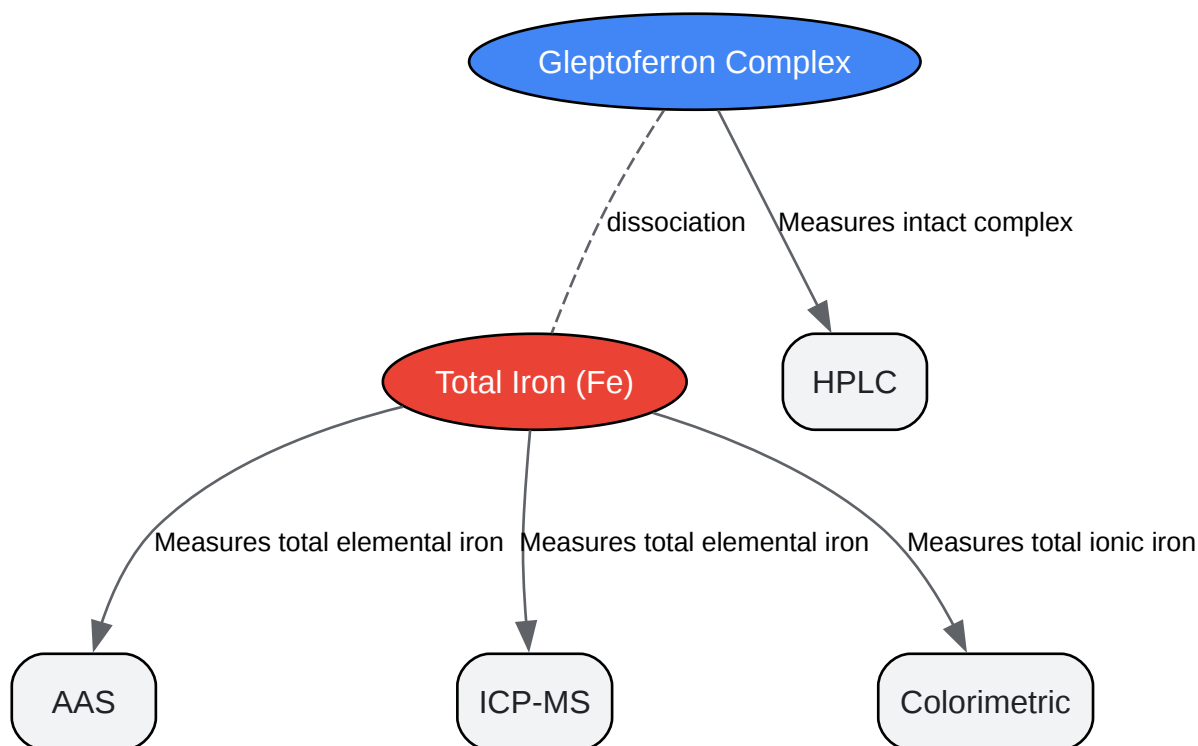 Gleptoferron Complex
dissociation
Measures intact complex
Total Iron (Fe)
HPLC
Measures total elemental iron
Measures total elemental iron
Measures total ionic iron
AAS
ICP-MS
Colorimetric